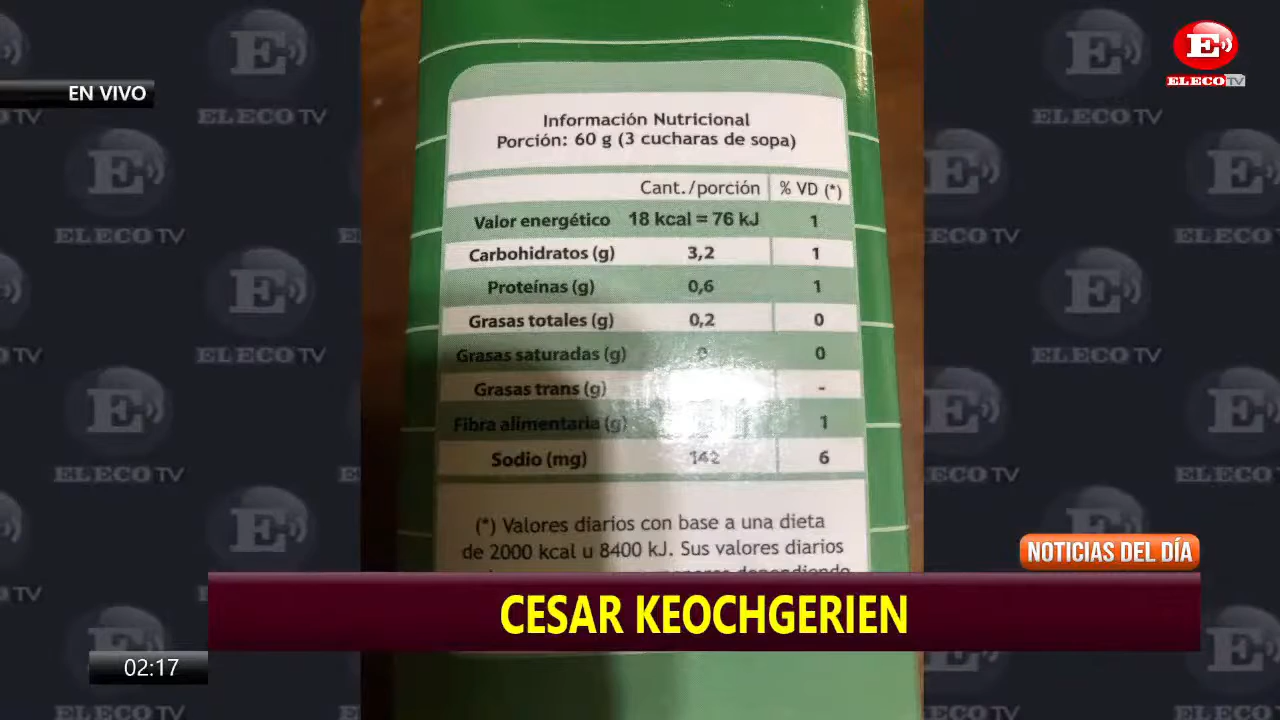 EN VIVO
ELECO TV
Información Nutricional
Porción: 60 g (3 cucharas de sopa)
Cant./porción % VD (*)
Valor energético 18 kcal = 76 kJ 1
Carbohidratos (g) 3,2 1
Proteínas (g) 0,6 1
Grasas totales (g) 0,2 0
Grasas saturadas (g) 0
Grasas trans (g) -
Fibra alimentaria (g) 1
Sodio (mg) 142 6
(*) Valores diarios con base a una dieta
de 2000 kcal u 8400 kJ. Sus valores diarios
dependiendo
NOTICIAS DEL DÍA
CESAR KEOCHGERIEN
02:17